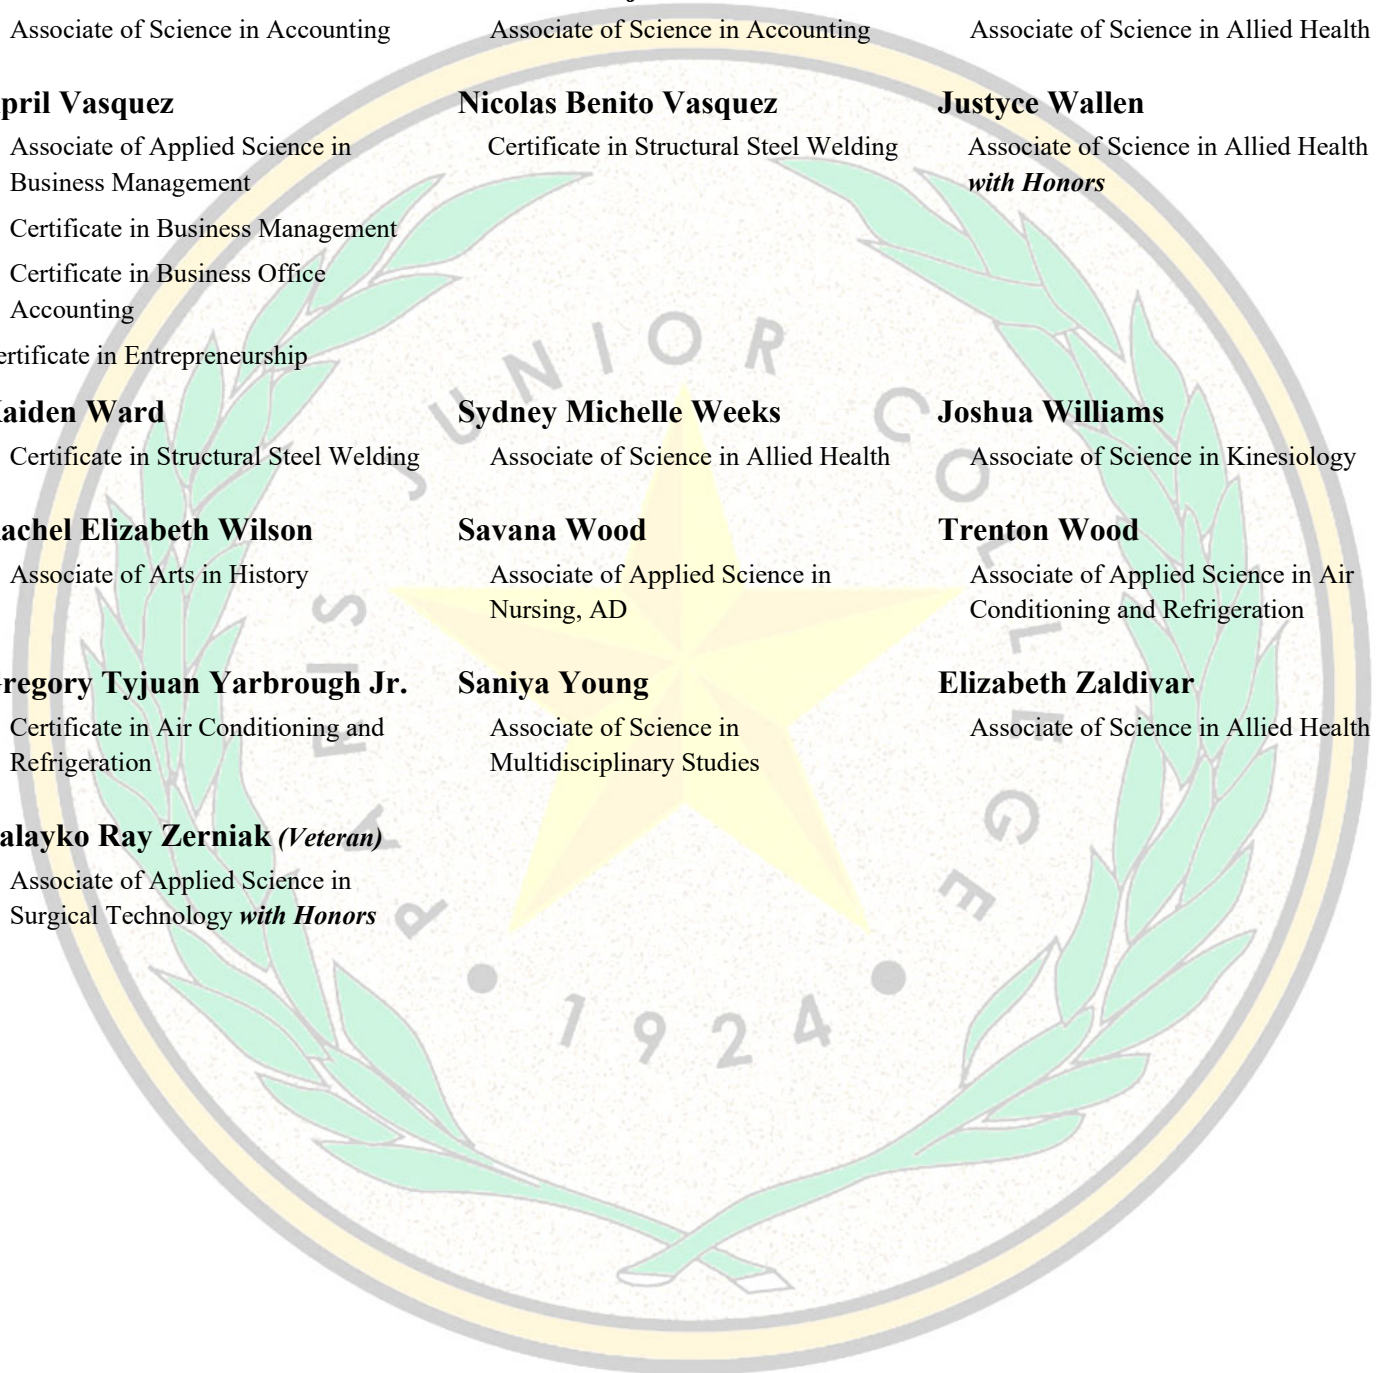 Associate of Science in Accounting
Associate of Science in Accounting
Associate of Science in Allied Health
pril Vasquez
Associate of Applied Science in
Business Management
Certificate in Business Management
Certificate in Business Office
Accounting
ertificate in Entrepreneurship
Nicolas Benito Vasquez
Certificate in Structural Steel Welding
Justyce Wallen
Associate of Science in Allied Health
with Honors
aiden Ward
Certificate in Structural Steel Welding
Sydney Michelle Weeks
Associate of Science in Allied Health
Joshua Williams
Associate of Science in Kinesiology
achel Elizabeth Wilson
Associate of Arts in History
Savana Wood
Associate of Applied Science in
Nursing, AD
Trenton Wood
Associate of Applied Science in Air
Conditioning and Refrigeration
regory Tyjuan Yarbrough Jr.
Certificate in Air Conditioning and
Refrigeration
Saniya Young
Associate of Science in
Multidisciplinary Studies
Elizabeth Zaldivar
Associate of Science in Allied Health
alayko Ray Zerniak (Veteran)
Associate of Applied Science in
Surgical Technology with Honors
PARIS JUNIOR COLLEGE
• 1924 •